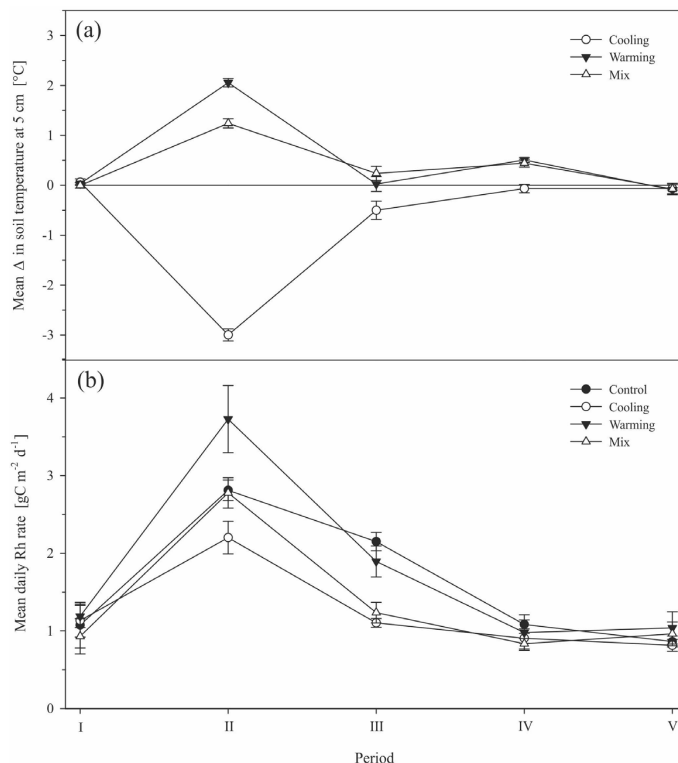 (a)
Cooling
Warming
Mix
Mean Δ in soil temperature at 5 cm [°C]
3
2
1
0
-1
-2
-3
(b)
Control
Cooling
Warming
Mix
Mean daily Rh rate [gC m⁻² d⁻¹]
4
3
2
1
0
I II III IV V
Period